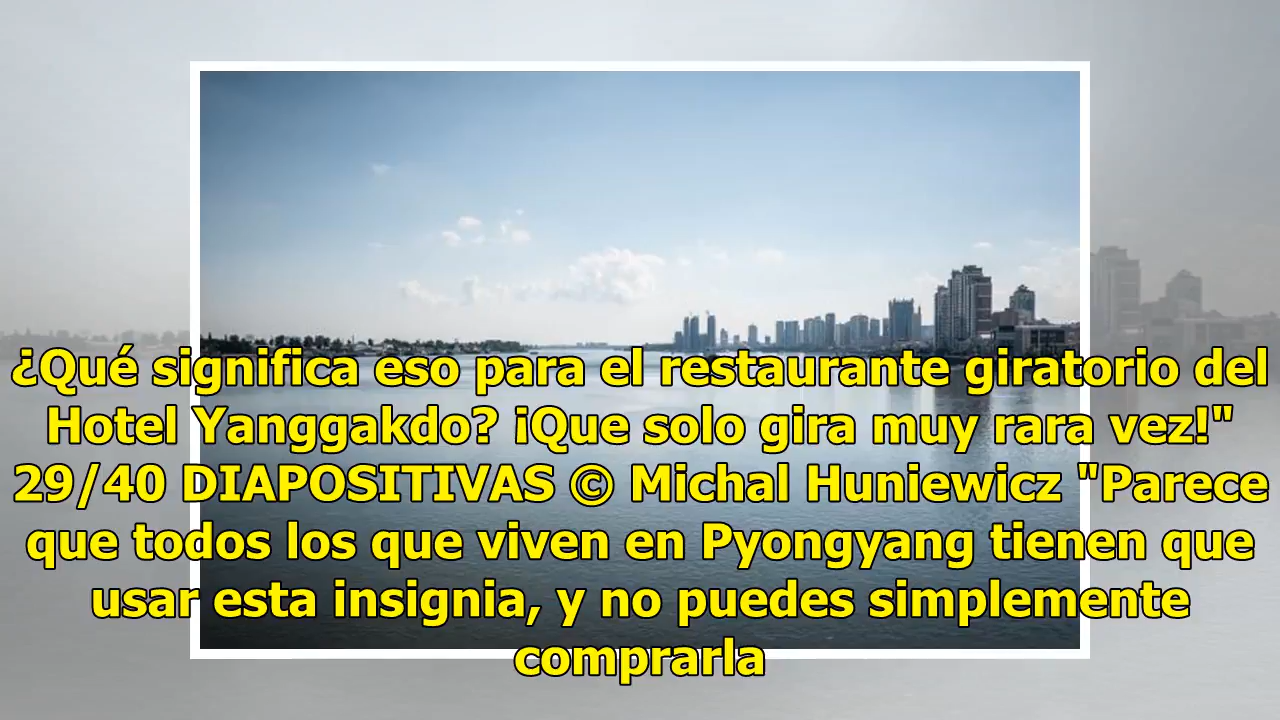 ¿Qué significa eso para el restaurante giratorio del
Hotel Yanggakdo? ¡Que solo gira muy rara vez!"
29/40 DIAPOSITIVAS © Michal Huniewicz "Parece
que todos los que viven en Pyongyang tienen que
usar esta insignia, y no puedes simplemente
comprarla